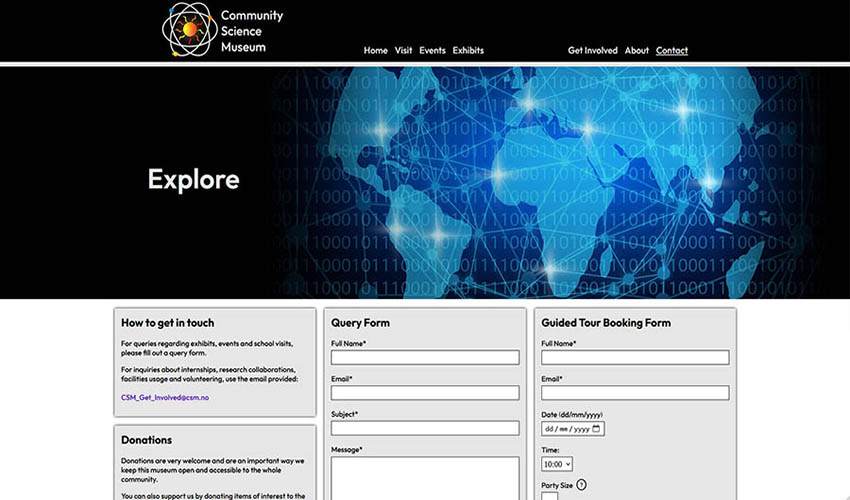 Community
Science
Museum
Home Visit Events Exhibits Get Involved About Contact
Explore
How to get in touch
For queries regarding exhibits, events and school visits,
please fill out a query form.
For inquiries about internships, research collaborations,
facilities usage and volunteering, use the email provided:
CSM_Get_Involved@csm.no
Donations
Donations are very welcome and are an important way we
keep this museum open and accessible to the whole
community.
You can also support us by donating items of interest to the
Query Form
Full Name*
Email*
Subject*
Message*
Guided Tour Booking Form
Full Name*
Email*
Date (dd/mm/yyyy)
dd / mm / yyyy
Time:
10:00
Party Size ?